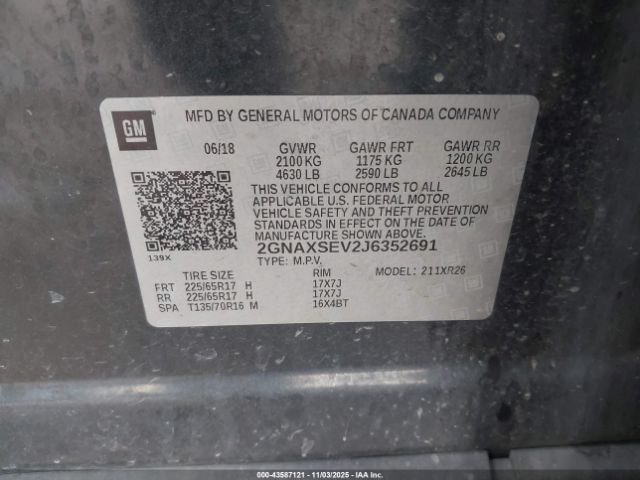 GM
MFD BY GENERAL MOTORS OF CANADA COMPANY
06/18 GVWR GAWR FRT GAWR RR
2100 KG 1175 KG 1200 KG
4630 LB 2590 LB 2645 LB
THIS VEHICLE CONFORMS TO ALL
APPLICABLE U.S. FEDERAL MOTOR
VEHICLE SAFETY AND THEFT PREVENTION
STANDARDS IN EFFECT ON THE DATE OF
MANUFACTURE SHOWN ABOVE.
2GNAXSEV2J6352691
139X
TYPE: M.P.V. MODEL: 211XR26
TIRE SIZE RIM
FRT 225/65R17 H 17X7J
RR 225/65R17 H 17X7J
SPA T135/70R16 M 16X4BT
000-43587121 - 11/03/2025 - IAAI.com